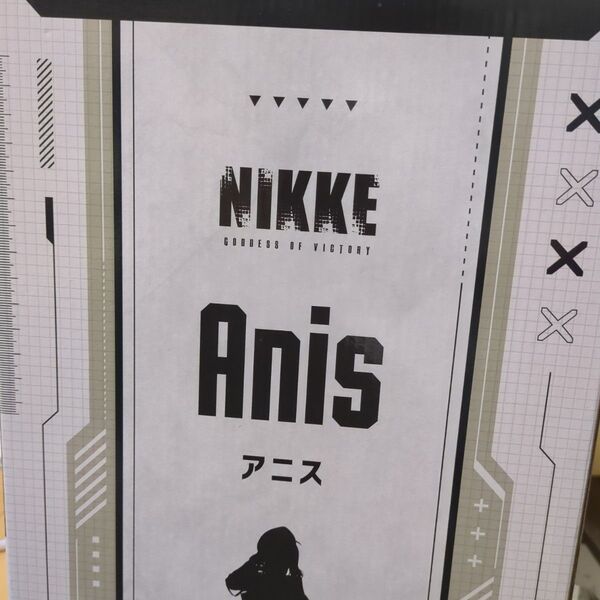 NIKKE
GODDESS OF VICTORY
Anis
アニス